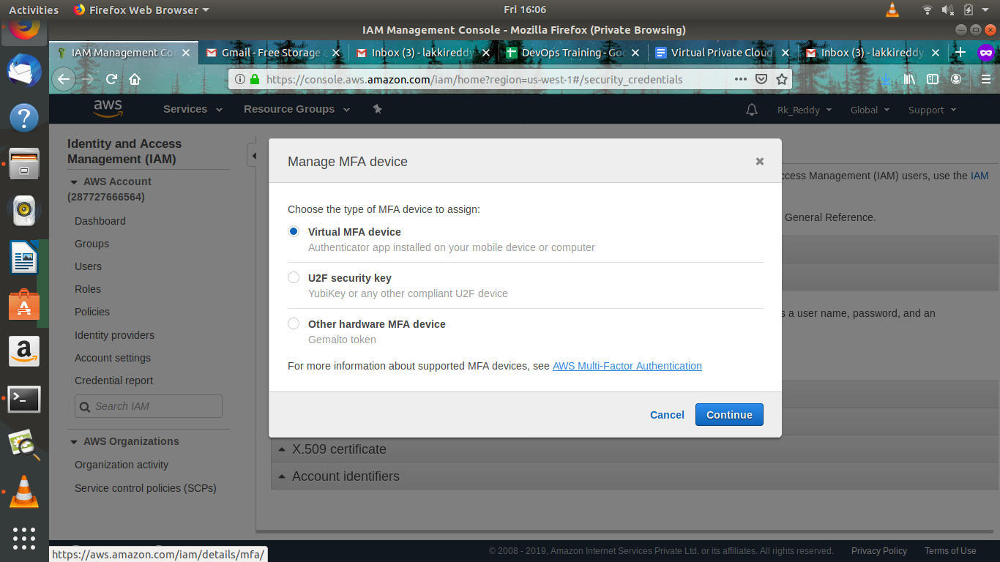 Activities
Firefox Web Browser
Fri 16:06
IAM Management Console - Mozilla Firefox (Private Browsing)
IAM Management Con
Gmail - Free Storage a
Inbox (3) - lakkireddy
DevOps Training - Goo
Virtual Private Cloud
Inbox (3) - lakkireddy.
https://console.aws.amazon.com/iam/home?region=us-west-1#/security_credentials
aws
Services
Resource Groups
Rk_Reddy
Global
Support
Identity and Access
Management (IAM)
AWS Account
(287727666564)
Dashboard
Groups
Users
Roles
Policies
Identity providers
Account settings
Credential report
Search IAM
AWS Organizations
Organization activity
Service control policies (SCPs)
Manage MFA device
Choose the type of MFA device to assign:
Virtual MFA device
Authenticator app installed on your mobile device or computer
U2F security key
YubiKey or any other compliant U2F device
Other hardware MFA device
Gemalto token
For more information about supported MFA devices, see AWS Multi-Factor Authentication
Cancel
Continue
ccess Management (IAM) users, use the IAM
General Reference.
s a user name, password, and an
X.509 certificate
Account identifiers
https://aws.amazon.com/iam/details/mfa/
© 2008 - 2019, Amazon Internet Services Private Ltd. or its affiliates. All rights reserved.
Privacy Policy
Terms of Use